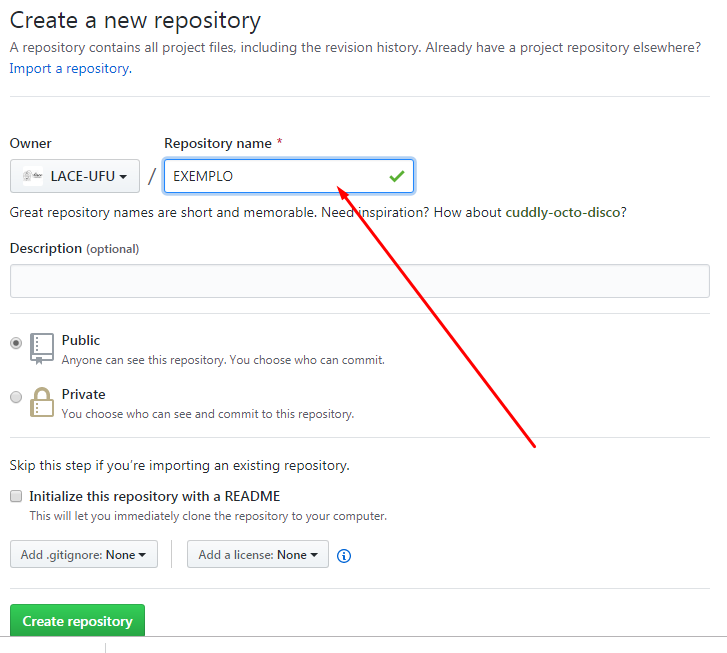 Create a new repository
A repository contains all project files, including the revision history. Already have a project repository elsewhere?
Import a repository.
Owner
Repository name *
LACE-UFU
/
EXEMPLO
Great repository names are short and memorable. Need inspiration? How about cuddly-octo-disco?
Description (optional)
Public
Anyone can see this repository. You choose who can commit.
Private
You choose who can see and commit to this repository.
Skip this step if you’re importing an existing repository.
Initialize this repository with a README
This will let you immediately clone the repository to your computer.
Add .gitignore: None
Add a license: None
Create repository